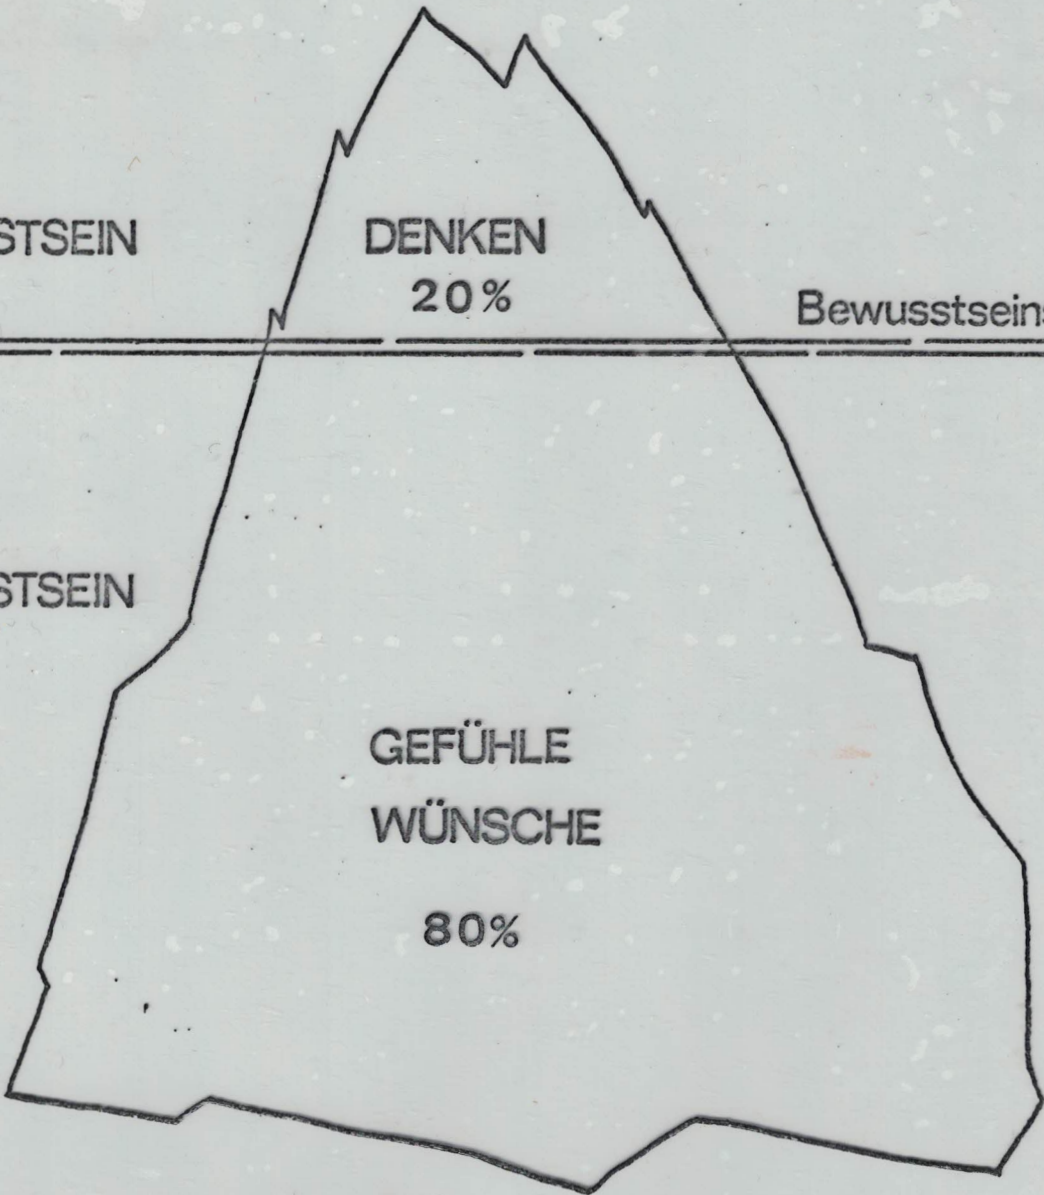 STSEIN
DENKEN
20%
Bewusstseins
STSEIN
GEFÜHLE
WÜNSCHE
80%